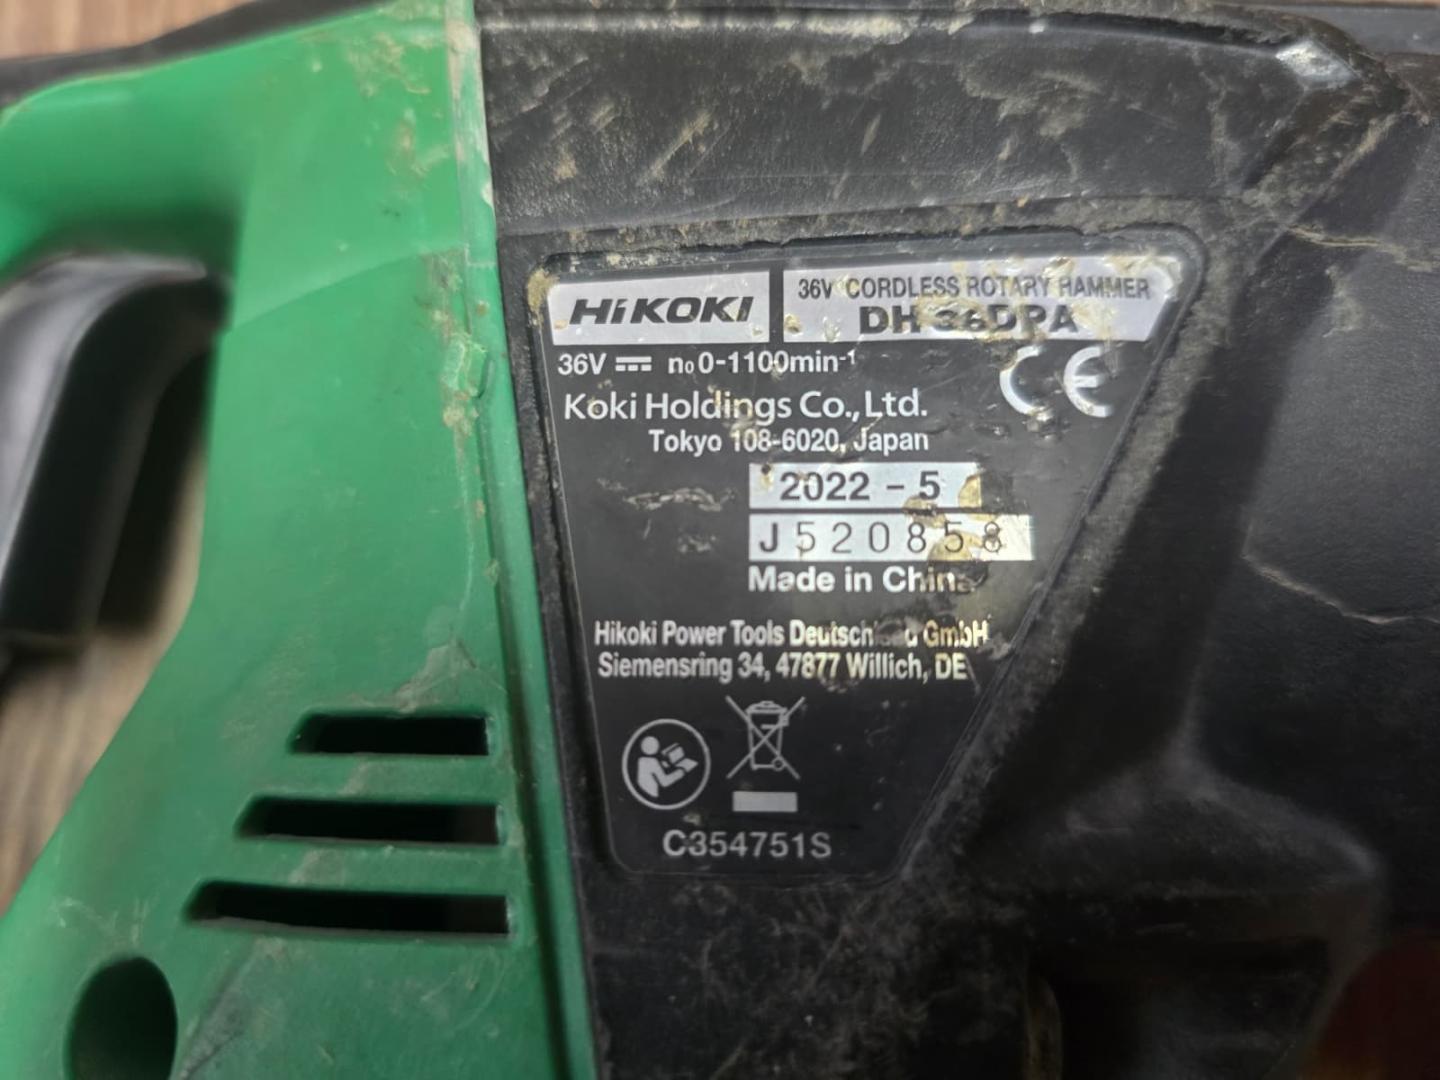 HiKOKI
36V CORDLESS ROTARY HAMMER
DH 36DPA
36V n₀0-1100min⁻¹
Koki Holdings Co.,Ltd.
CE
Tokyo 108-6020, Japan
2022 - 5
J520858
Made in China
Hikoki Power Tools Deutschland GmbH
Siemensring 34, 47877 Willich, DE
C354751S